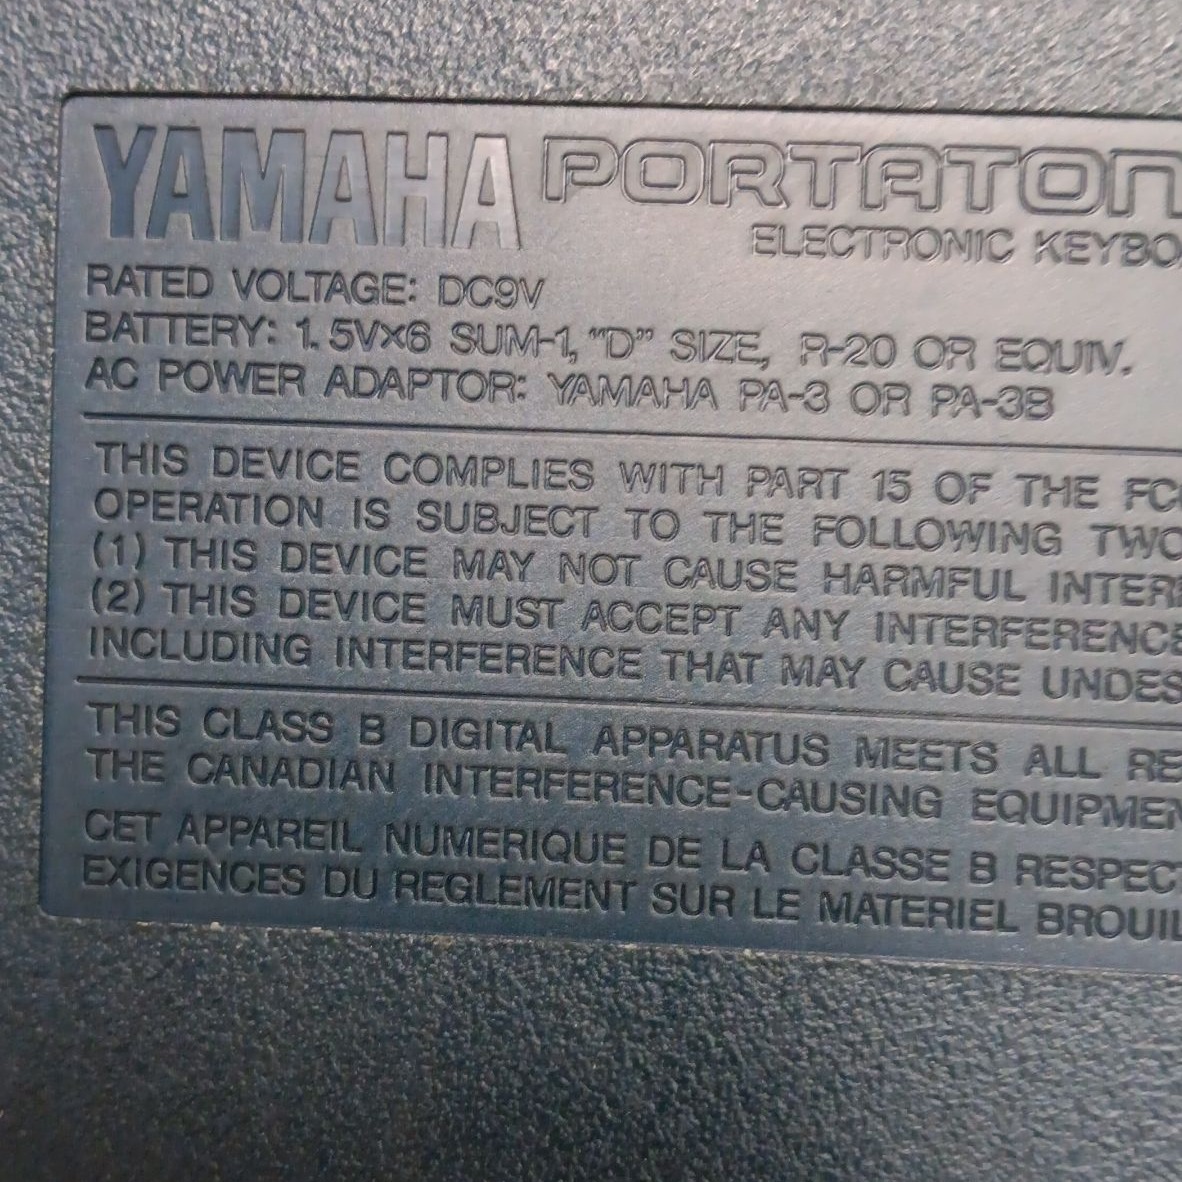 YAMAHA PORTATON
ELECTRONIC KEYBO
RATED VOLTAGE: DC9V
BATTERY: 1.5V×6 SUM-1, "D" SIZE, R-20 OR EQUIV.
AC POWER ADAPTOR: YAMAHA PA-3 OR PA-3B
THIS DEVICE COMPLIES WITH PART 15 OF THE FC
OPERATION IS SUBJECT TO THE FOLLOWING TWO
(1) THIS DEVICE MAY NOT CAUSE HARMFUL INTER
(2) THIS DEVICE MUST ACCEPT ANY INTERFERENCE
INCLUDING INTERFERENCE THAT MAY CAUSE UNDES
THIS CLASS B DIGITAL APPARATUS MEETS ALL RE
THE CANADIAN INTERFERENCE-CAUSING EQUIPMEN
CET APPAREIL NUMERIQUE DE LA CLASSE B RESPECT
EXIGENCES DU REGLEMENT SUR LE MATERIEL BROUIL